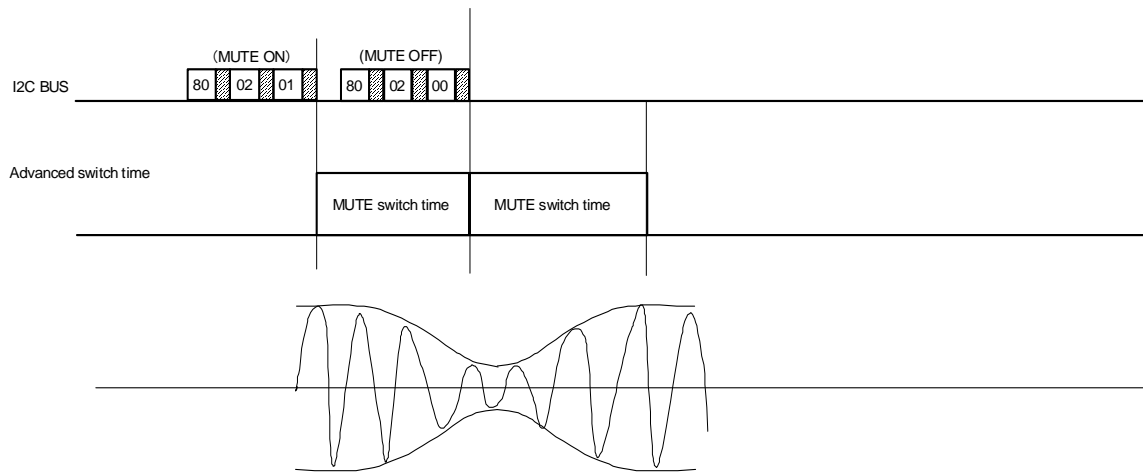 (MUTE ON) (MUTE OFF)
I2C BUS 80 02 01 80 02 00
Advanced switch time
MUTE switch time MUTE switch time